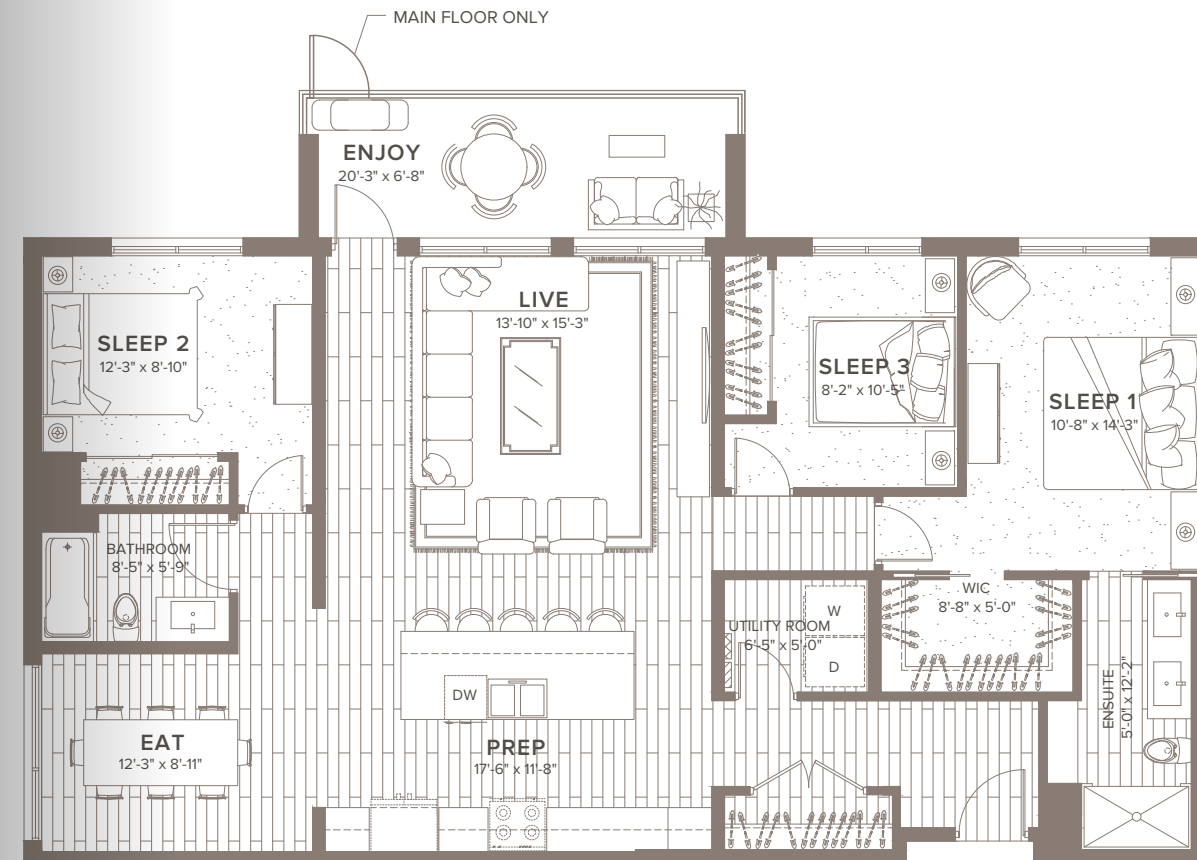 MAIN FLOOR ONLY
ENJOY
20'-3" x 6'-8"
LIVE
13'-10" x 15'-3"
SLEEP 2
12'-3" x 8'-10"
SLEEP 3
8'-2" x 10'-5"
SLEEP 1
10'-8" x 14'-3"
BATHROOM
8'-5" x 5'-9"
WIC
8'-8" x 5'-0"
W
UTILITY ROOM
6'-5" x 5'-0"
D
ENSUITE
5'-0" x 12'-2"
DW
EAT
12'-3" x 8'-11"
PREP
17'-6" x 11'-8"